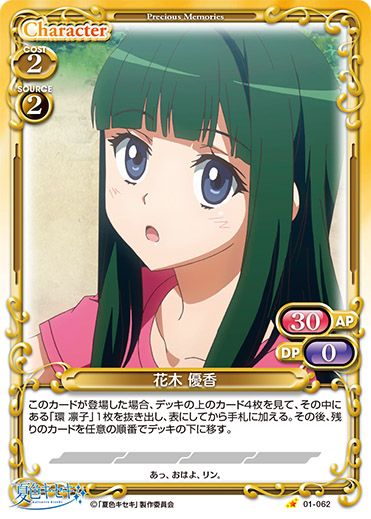 Precious Memories
Character
COST
2
SOURCE
2
30 AP
DP 0
花木 優香
このカードが登場した場合、デッキの上のカード4枚を見て、その中に
ある「環 凛子」1枚を抜き出し、表にしてから手札に加える。その後、残
りのカードを任意の順番でデッキの下に移す。
あっ、おはよ、リン。
夏色キセキ
©「夏色キセキ」製作委員会
01-062